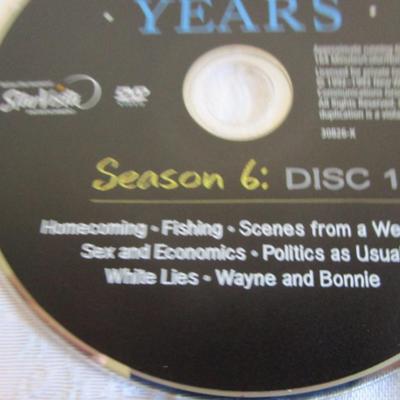 YEARS
StarVista
DVD
30826-X
Season 6: DISC 1
Homecoming • Fishing • Scenes from a We
Sex and Economics • Politics as Usual
White Lies • Wayne and Bonnie